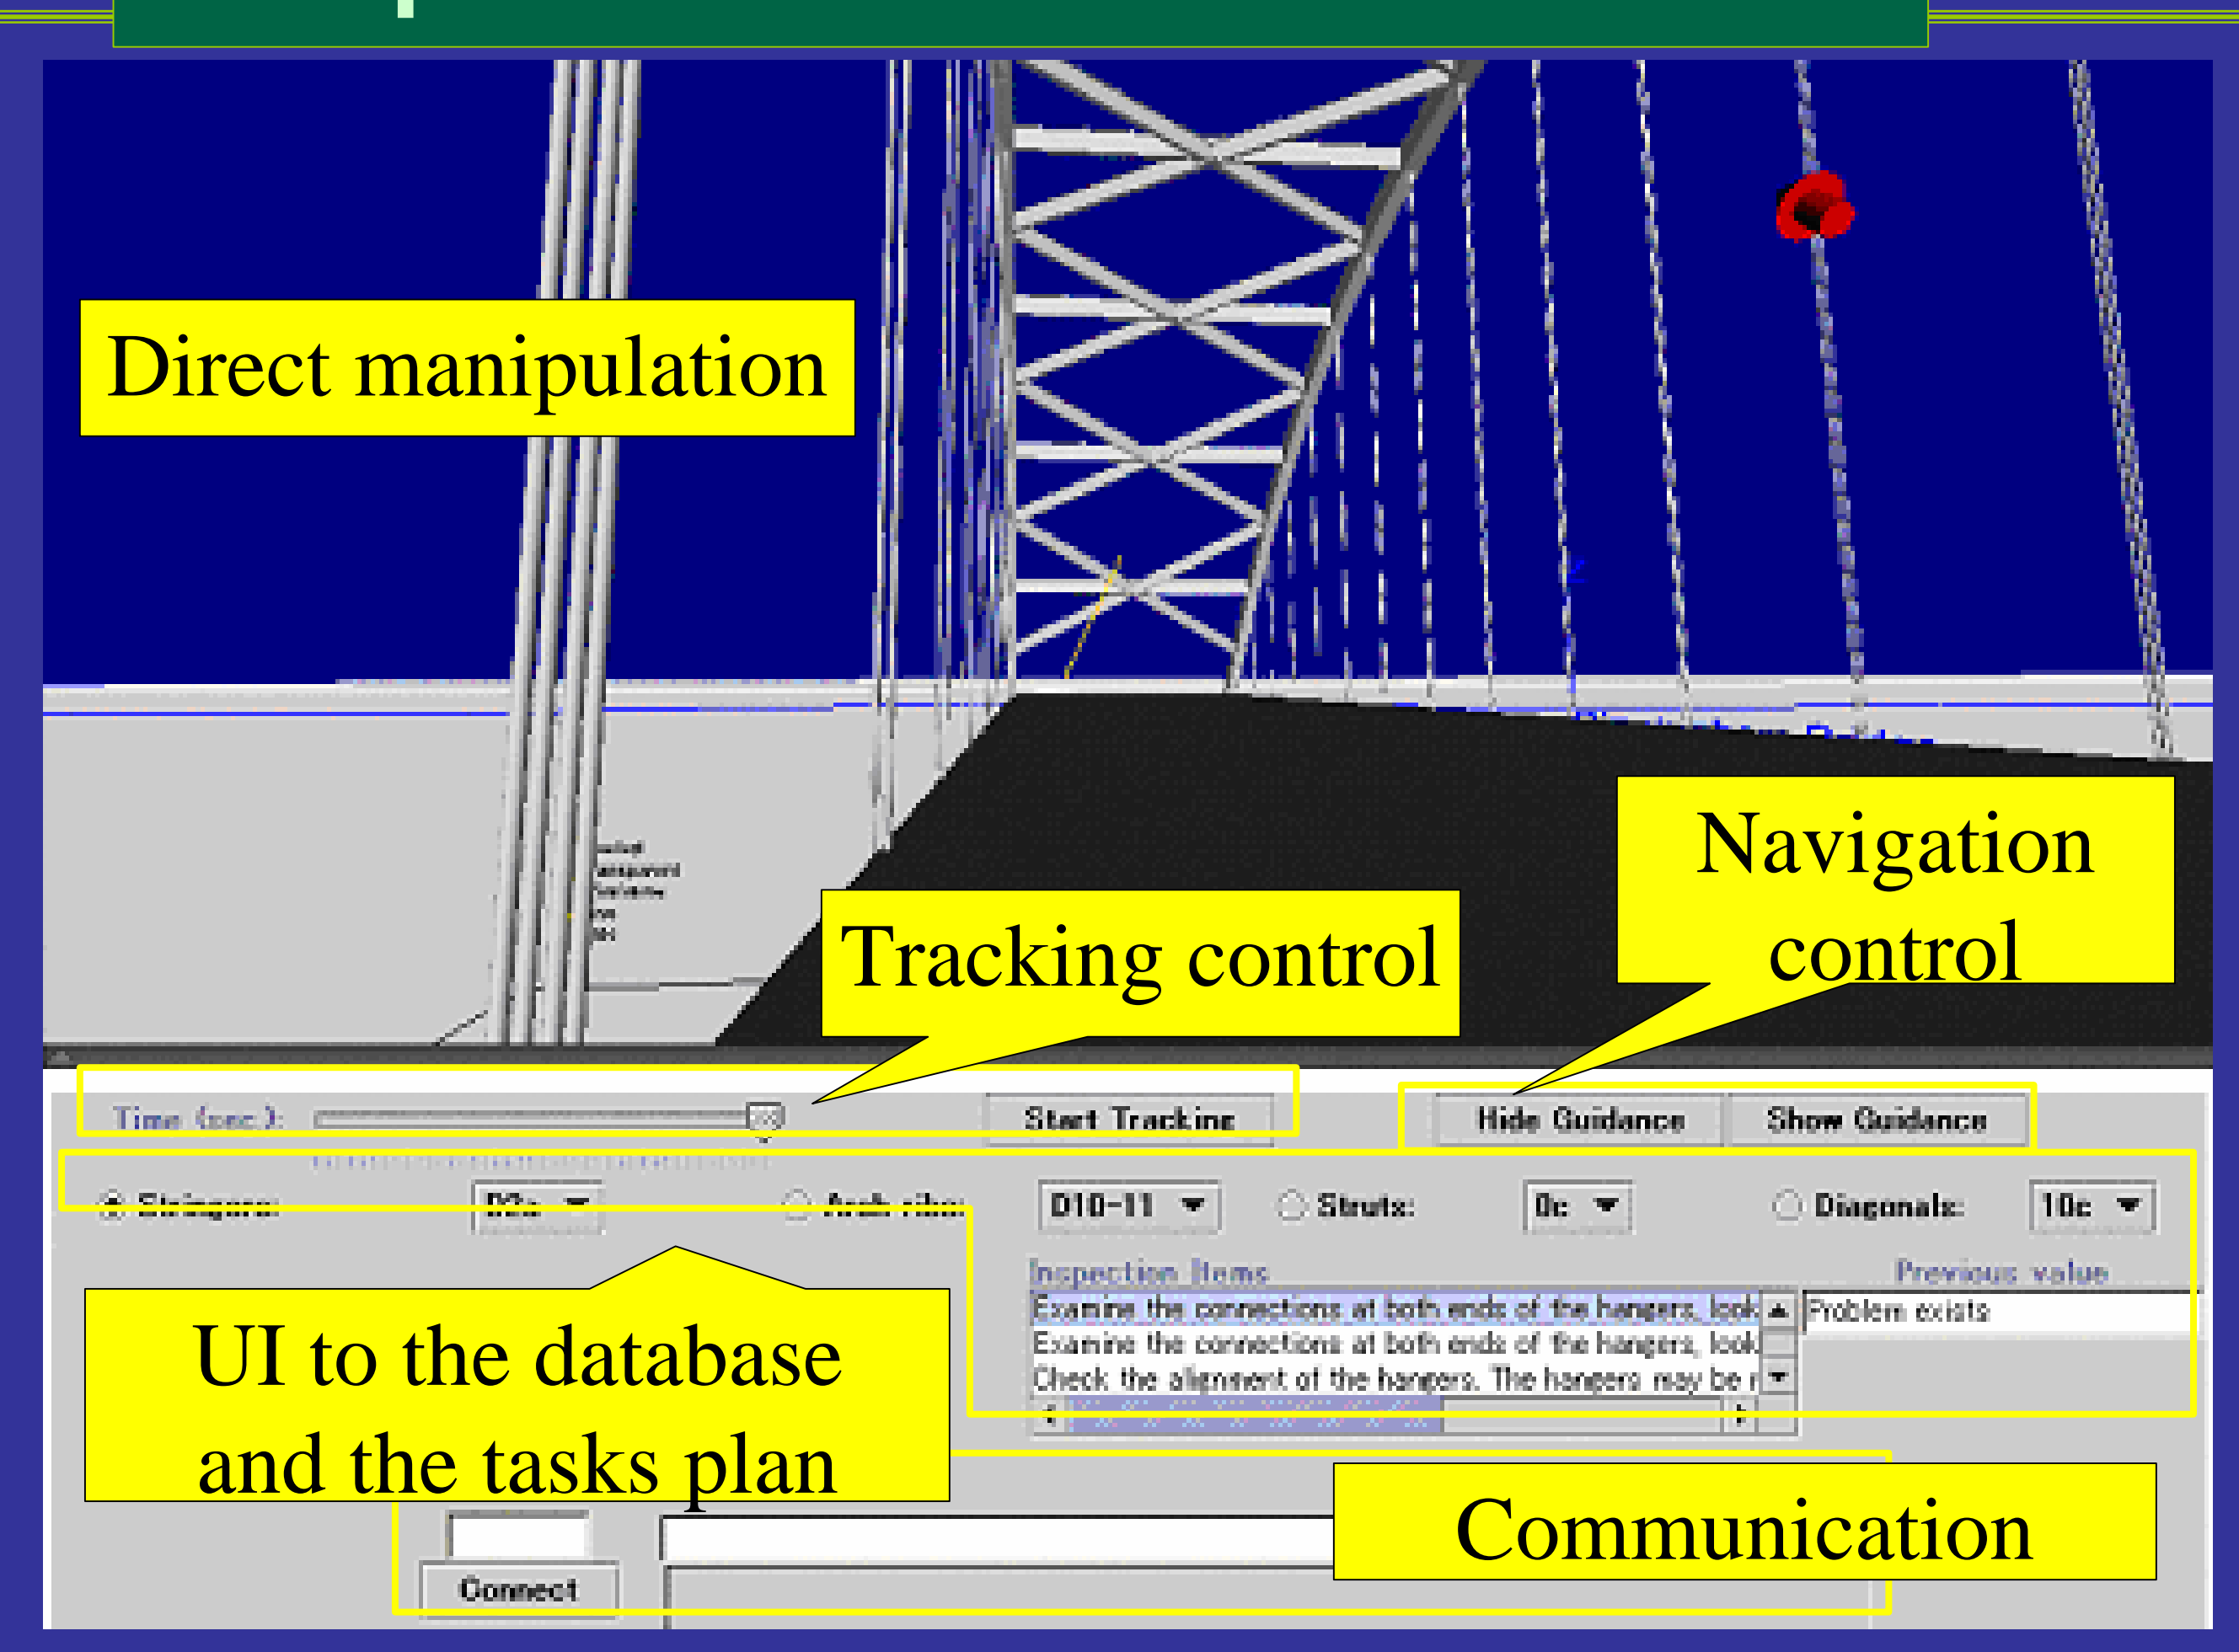 Direct manipulation
Navigation
control
Tracking control
Time (sec.):
Start Tracking
Hide Guidance
Show Guidance
Stringers:
D2c
Arch ribs:
D10-11
Struts:
0c
Diagonals:
10c
Inspection Items
Previous value
Examine the connections at both ends of the hangers, look
Problem exists
Examine the connections at both ends of the hangers, look
Check the alignment of the hangers. The hangers may be
UI to the database
and the tasks plan
Communication
Connect